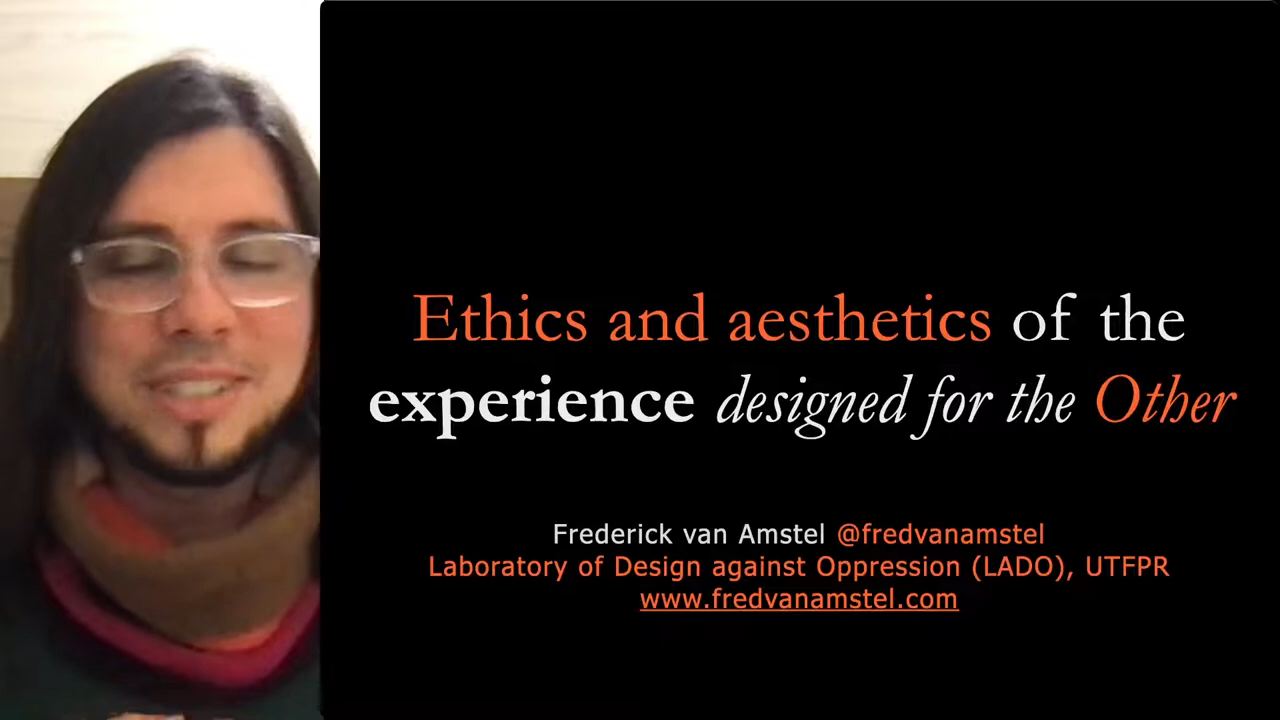 Ethics and aesthetics of the
experience designed for the Other
Frederick van Amstel @fredvanamstel
Laboratory of Design against Oppression (LADO), UTFPR
www.fredvanamstel.com